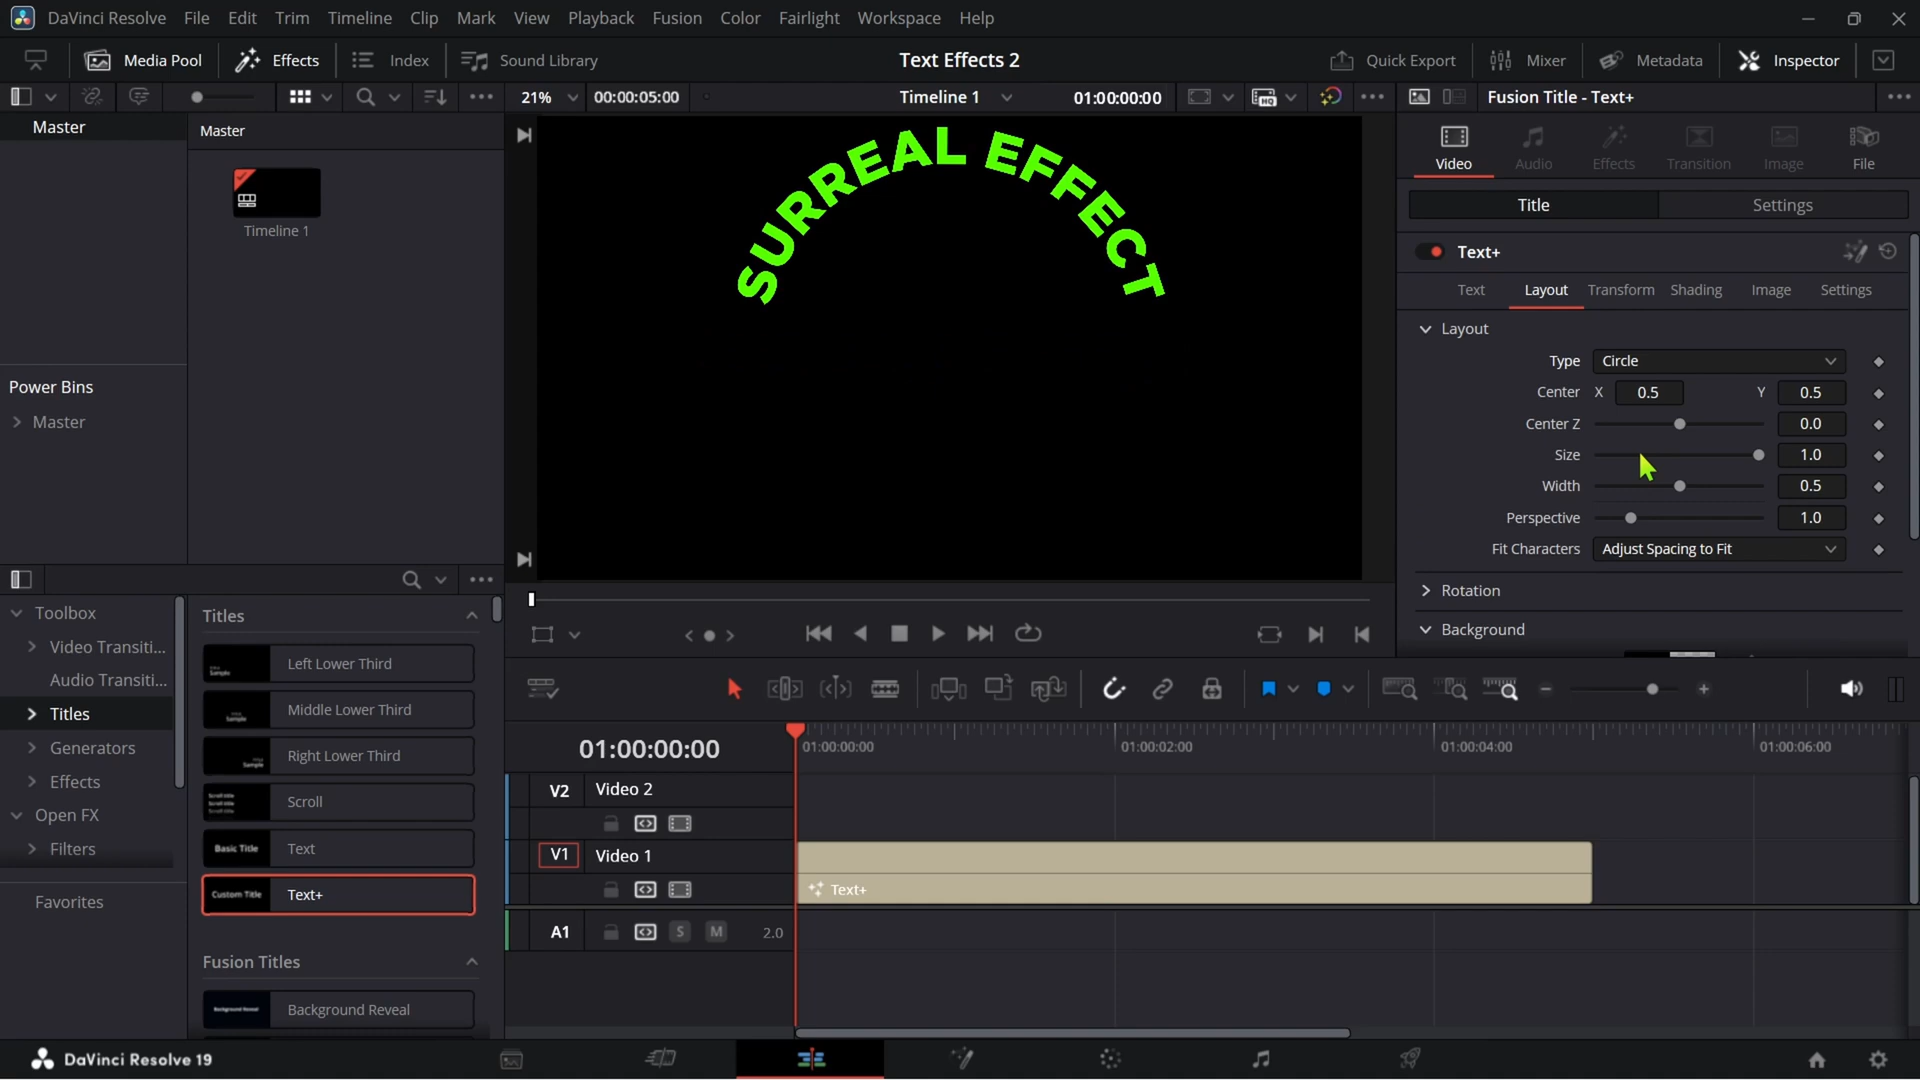 DaVinci Resolve File Edit Trim Timeline Clip Mark View Playback Fusion Color Fairlight Workspace Help
Media Pool Effects Index Sound Library Text Effects 2 Quick Export Mixer Metadata Inspector
21% 00:00:05:00 Timeline 1 01:00:00:00 HQ Fusion Title - Text+
Master
Master
Timeline 1
Power Bins
Master
SURREAL EFFECT
Video Audio Effects Transition Image File
Title Settings
Text+
Text Layout Transform Shading Image Settings
Layout
Type Circle
Center X 0.5 Y 0.5
Center Z 0.0
Size 1.0
Width 0.5
Perspective 1.0
Fit Characters Adjust Spacing to Fit
Rotation
Background
Toolbox
Video Transiti...
Audio Transiti...
Titles
Generators
Effects
Open FX
Filters
Favorites
Titles
Sample Left Lower Third
Sample Middle Lower Third
Sample Right Lower Third
Scroll
Basic Title Text
Custom Title Text+
Fusion Titles
Background Reveal Background Reveal
01:00:00:00 01:00:00:00 01:00:02:00 01:00:04:00 01:00:06:00
V2 Video 2
V1 Video 1
Text+
A1 S M 2.0
DaVinci Resolve 19